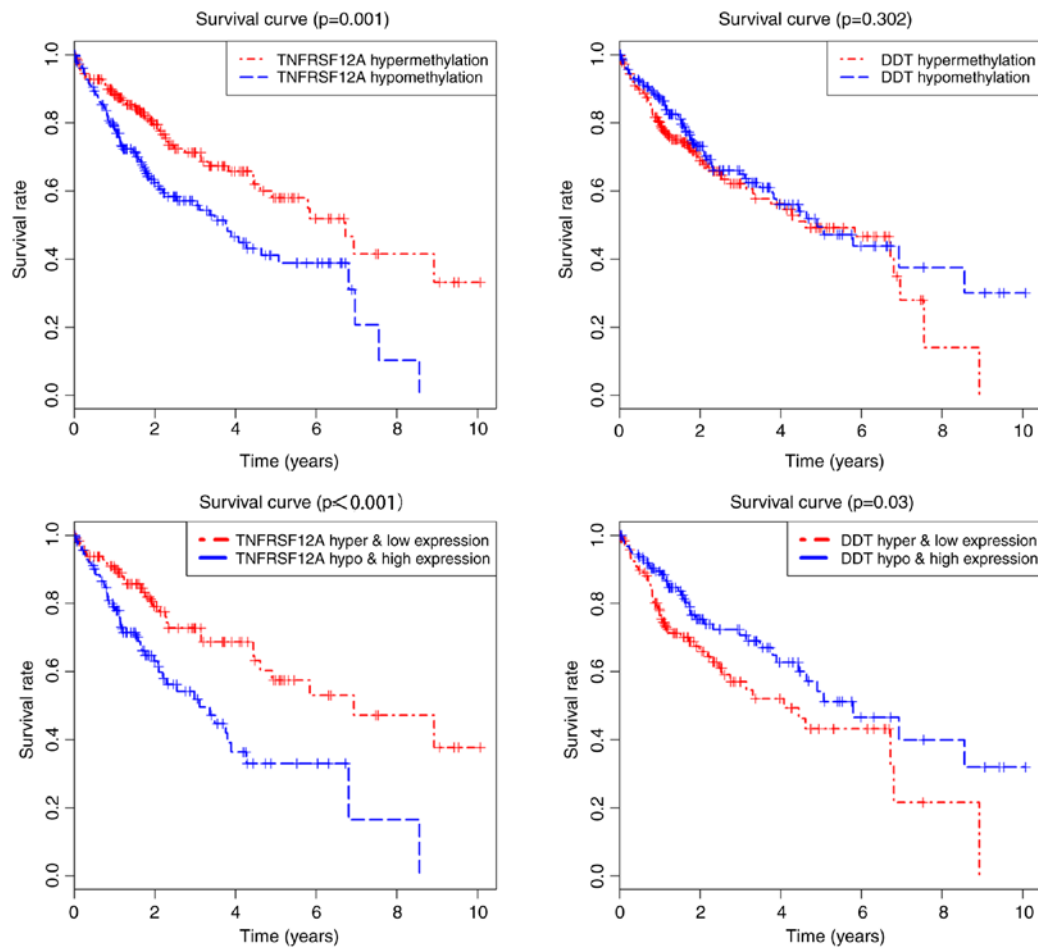 Survival curve (p=0.001)
TNFRSF12A hypermethylation
TNFRSF12A hypomethylation
Survival rate
1.0
0.8
0.6
0.4
0.2
0.0
0 2 4 6 8 10
Time (years)
Survival curve (p=0.302)
DDT hypermethylation
DDT hypomethylation
Survival rate
1.0
0.8
0.6
0.4
0.2
0.0
0 2 4 6 8 10
Time (years)
Survival curve (p<0.001)
TNFRSF12A hyper & low expression
TNFRSF12A hypo & high expression
Survival rate
1.0
0.8
0.6
0.4
0.2
0.0
0 2 4 6 8 10
Time (years)
Survival curve (p=0.03)
DDT hyper & low expression
DDT hypo & high expression
Survival rate
1.0
0.8
0.6
0.4
0.2
0.0
0 2 4 6 8 10
Time (years)